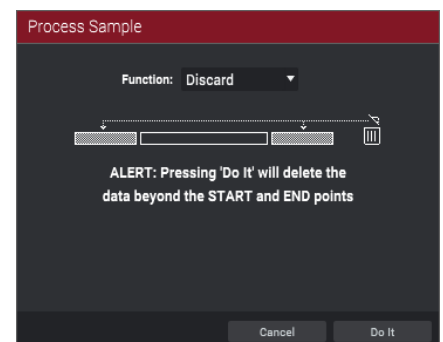 Process Sample
Function: Discard
ALERT: Pressing 'Do It' will delete the
data beyond the START and END points
Cancel Do It